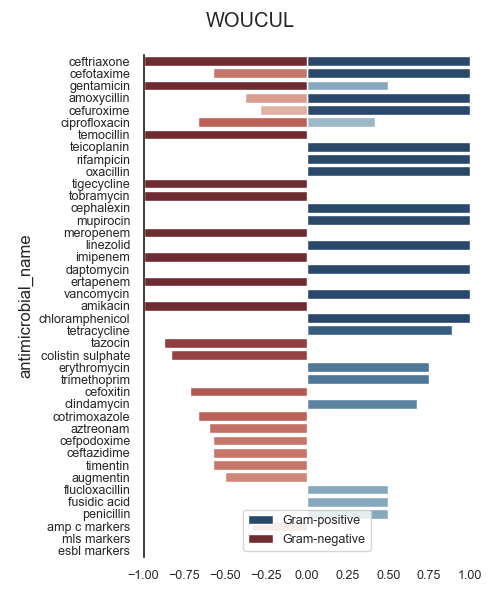 WOUCUL
antimicrobial_name
ceftriaxone
cefotaxime
gentamicin
amoxycillin
cefuroxime
ciprofloxacin
temocillin
teicoplanin
rifampicin
oxacillin
tigecycline
tobramycin
cephalexin
mupirocin
meropenem
linezolid
imipenem
daptomycin
ertapenem
vancomycin
amikacin
chloramphenicol
tetracycline
tazocin
colistin sulphate
erythromycin
trimethoprim
cefoxitin
clindamycin
cotrimoxazole
aztreonam
cefpodoxime
ceftazidime
timentin
augmentin
flucloxacillin
fusidic acid
penicillin
amp c markers
mls markers
esbl markers
Gram-positive
Gram-negative
−1.00 −0.75 −0.50 −0.25 0.00 0.25 0.50 0.75 1.00